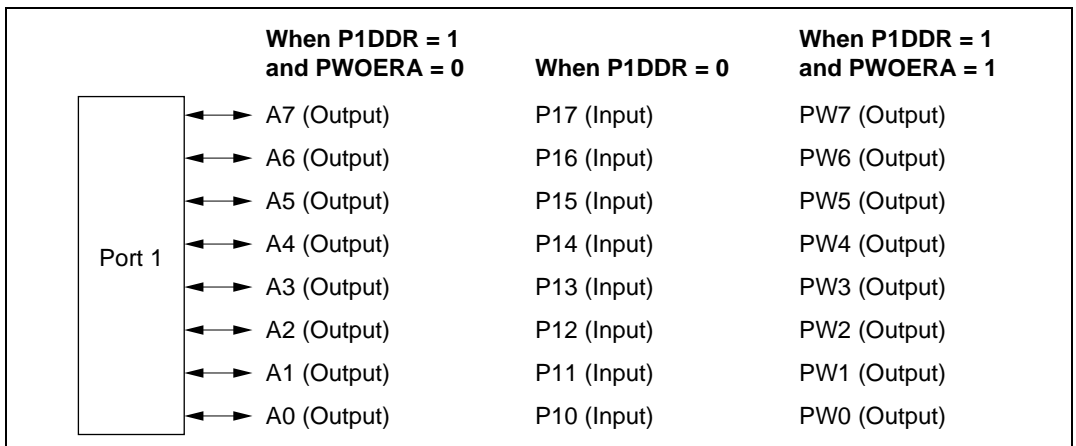 When P1DDR = 1 and PWOERA = 0
When P1DDR = 0
When P1DDR = 1 and PWOERA = 1
Port 1
A7 (Output) P17 (Input) PW7 (Output)
A6 (Output) P16 (Input) PW6 (Output)
A5 (Output) P15 (Input) PW5 (Output)
A4 (Output) P14 (Input) PW4 (Output)
A3 (Output) P13 (Input) PW3 (Output)
A2 (Output) P12 (Input) PW2 (Output)
A1 (Output) P11 (Input) PW1 (Output)
A0 (Output) P10 (Input) PW0 (Output)